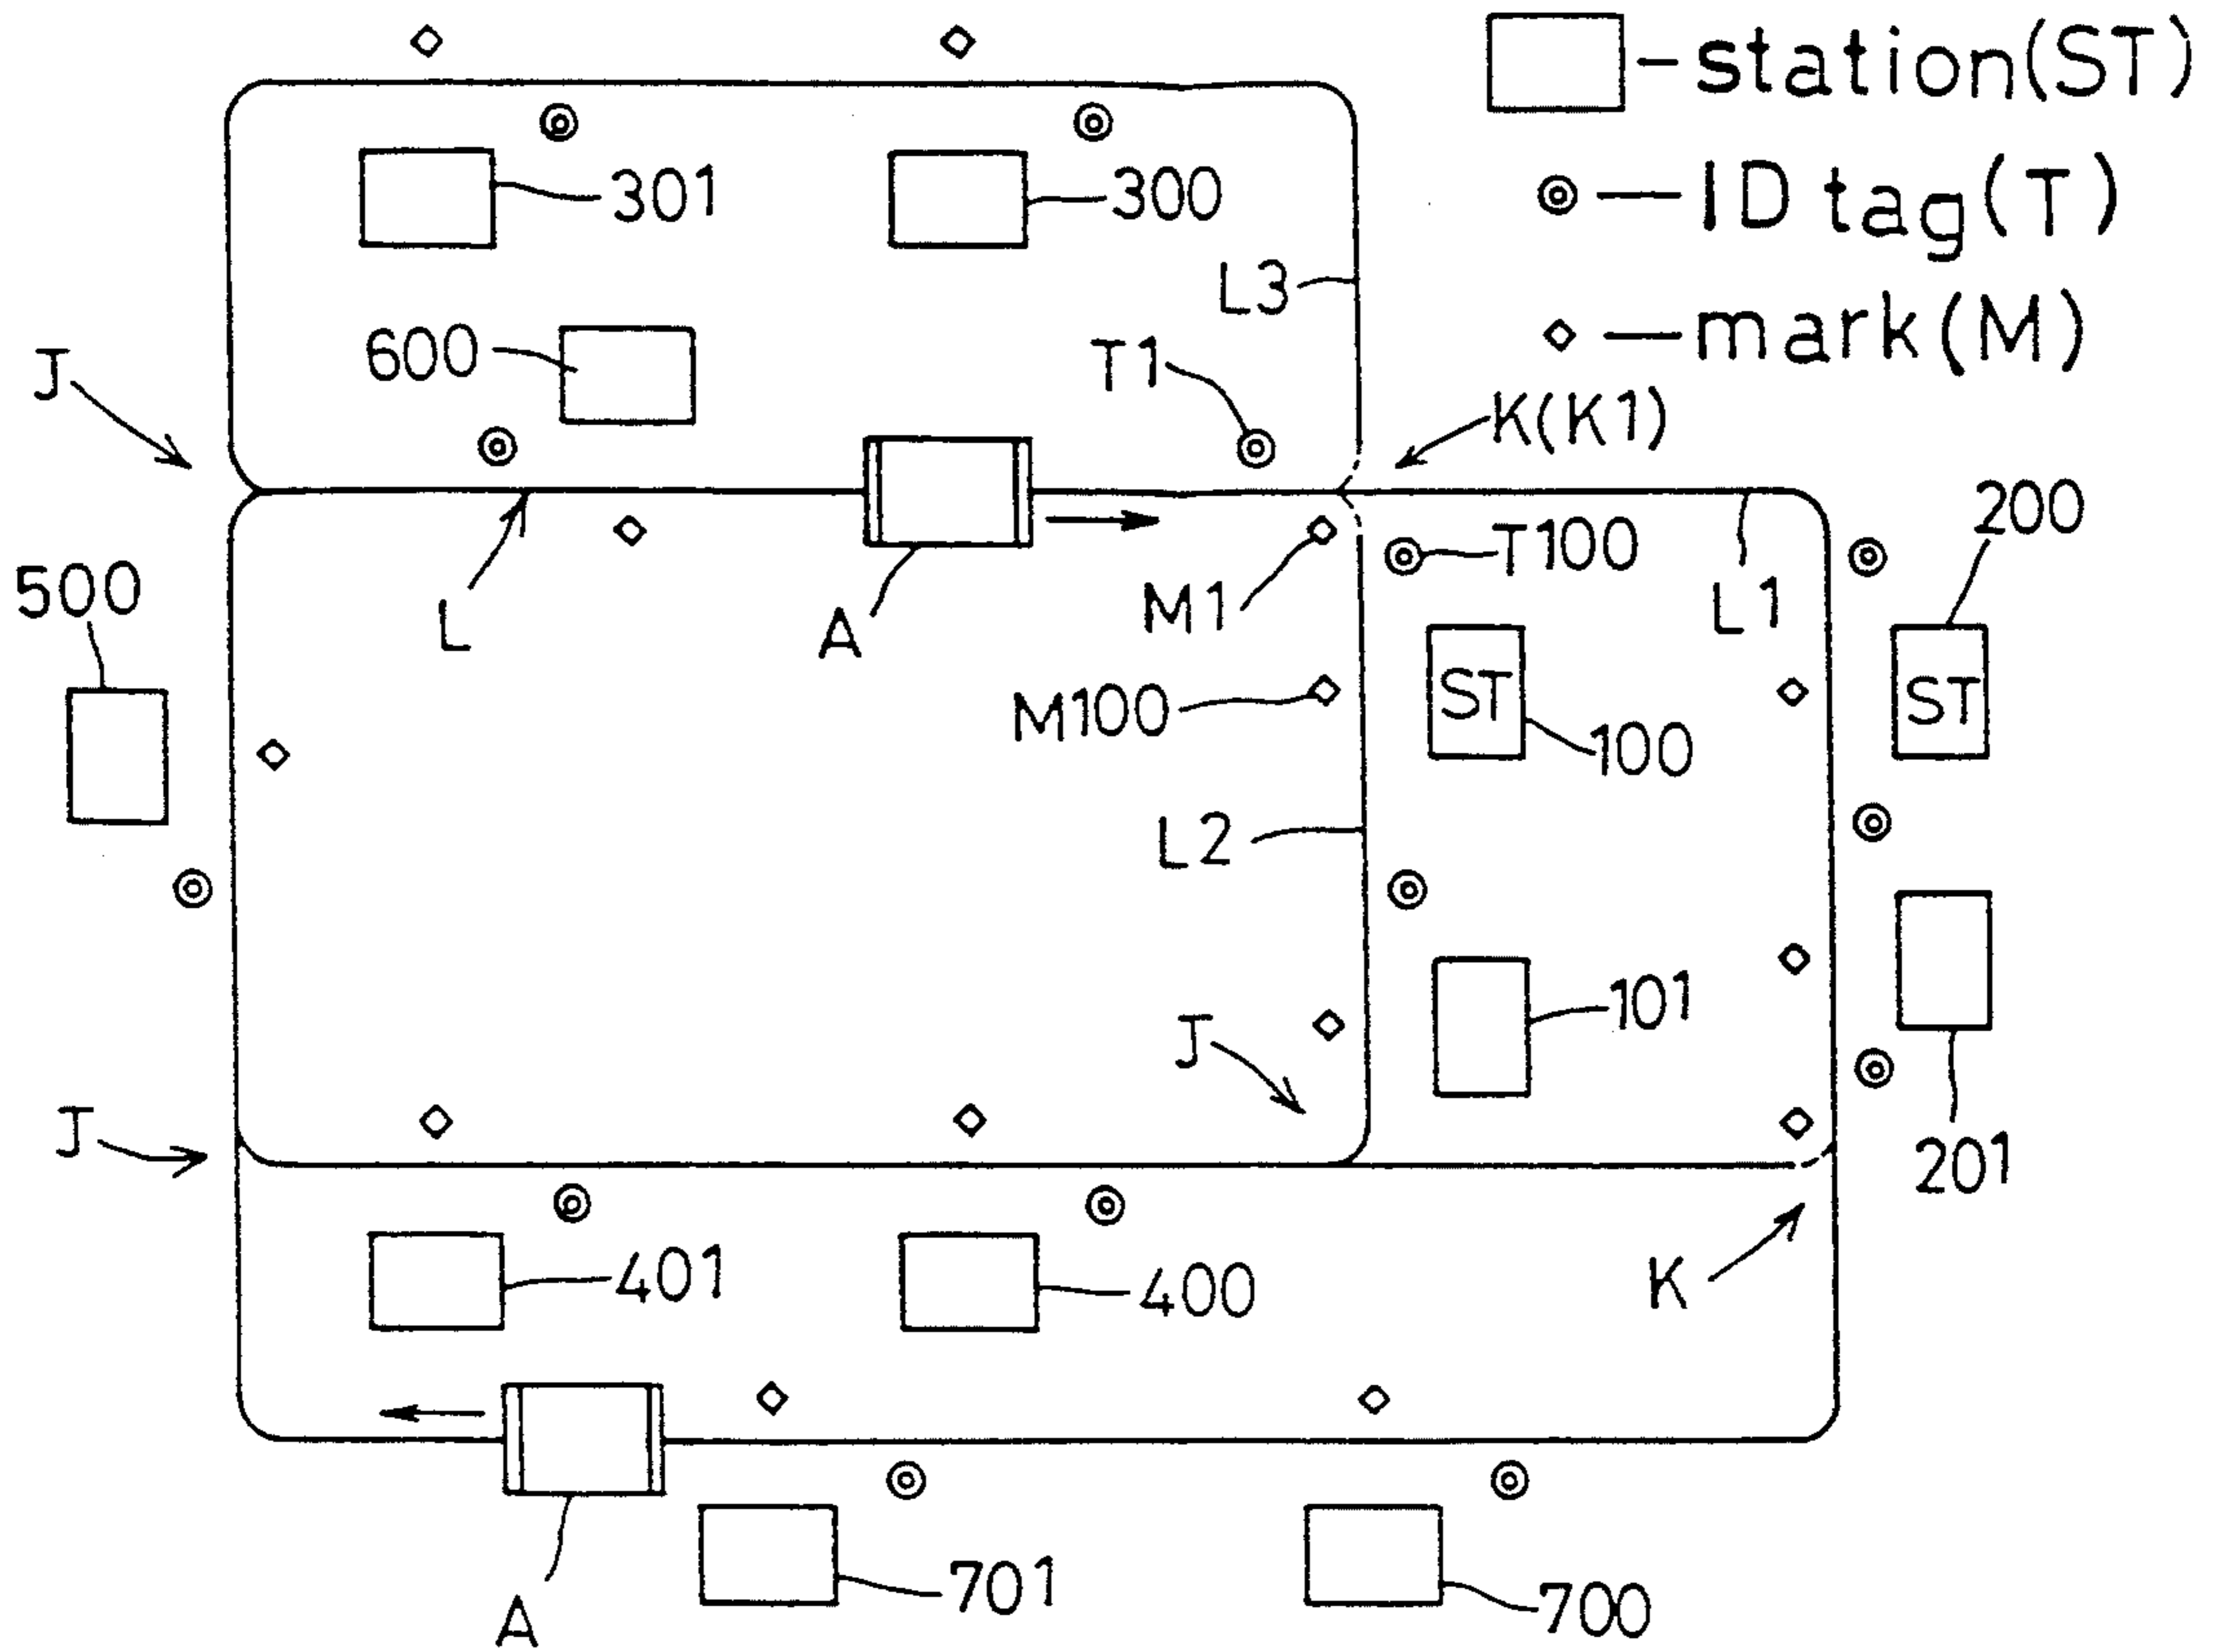 station(ST)
ID tag(T)
mark(M)
301
300
L3
600
T1
J
K(K1)
200
T100
500
L
A
M1
L1
ST
ST
M100
100
L2
101
J
J
201
K
401
400
701
700
A